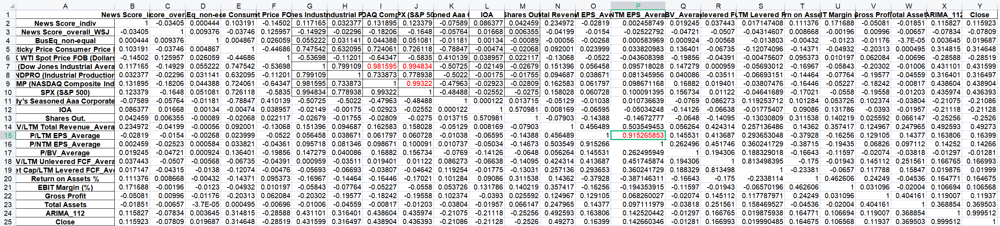 A B C D E F G H I J K L M N O P Q R S T U V W X Y
1 News Score_i core_over Eq_non-e ce Consum t Price FO nes Indust ndustrial P DAQ Comp PX (S&P 50 oned Aaa IOA Shares Out tal Reven M EPS_Ave NTM EPS_Avera BV_Avera levered F TM Levered F rn on Asse IT Margin Gross Prof Total Asset ARIMA_112 Close
2 News Score_indiv 1 -0.03405 0.000444 0.103191 -0.14502 0.117165 0.032377 0.131895 0.123379 -0.07589 0.086377 0.042459 0.234972 -0.02819 0.002458749 0.019245 0.037443 0.017147408 0.111376 0.171688 -0.05081 -0.01851 0.115827 0.115923
3 News Score_overall_WSJ -0.03405 1 0.009376 -0.03746 0.125957 -0.14929 -0.02296 -0.18206 -0.1648 -0.05764 0.01668 0.006355 -0.04199 -0.0154 -0.02522792 -0.04721 -0.0507 -0.04314607 0.008668 -0.00196 0.00996 -0.00657 -0.07834 -0.07809
4 BusEq_non-equal 0.000444 0.009376 1 0.004867 0.026059 0.055222 0.031141 0.044388 0.051081 -0.01181 0.00134 -0.00089 -0.00056 -0.00268 0.000583969 0.000924 -0.00568 -0.013803 -0.00432 -0.0123 -0.01176 -3.7E-05 0.003645 0.019687
5 ticky Price Consumer Price 0.103191 -0.03746 0.004867 1 -0.44686 0.747542 0.632095 0.724061 0.726118 -0.78847 -0.00474 -0.02068 0.092001 0.023999 0.033820983 0.136401 -0.06735 -0.12074096 -0.14371 -0.04932 -0.20313 0.000495 0.314815 0.314648
6 K WTI Spot Price FOB (Dollars -0.14502 0.125957 0.026059 -0.44686 1 -0.53698 -0.11201 -0.64347 -0.5835 0.410139 0.038957 0.022117 -0.13068 -0.0522 -0.043608398 -0.19856 -0.04391 -0.00475607 0.095373 0.010197 0.062084 -0.00696 -0.28588 -0.28519
7 (Dow Jones Industrial Avera 0.117165 -0.14929 0.055222 0.747542 -0.53698 1 0.799109 0.981595 0.994834 -0.50725 -0.02149 -0.02679 0.151396 0.056458 0.095718028 0.147279 0.000959 -0.05693012 -0.16967 -0.05843 -0.20302 -0.01006 0.431101 0.431599
8 NDPRO (Industrial Production 0.032377 -0.02296 0.031141 0.632095 -0.11201 0.799109 1 0.733873 0.778938 -0.5022 -0.00175 -0.01755 0.094687 0.038671 0.081345956 0.040086 -0.03511 -0.06693151 -0.14464 -0.07764 -0.19577 -0.04559 0.316401 0.316497
9 MP (NASDAQ Composite Ind 0.131895 -0.18206 0.044388 0.724061 -0.64347 0.981595 0.733873 1 0.99322 -0.47963 -0.02923 -0.02809 0.162583 0.061797 0.098671168 0.16882 0.019401 -0.03807476 -0.16446 -0.05227 -0.18242 -0.00817 0.438604 0.438904
10 SPX (S&P 500) 0.123379 -0.1648 0.051081 0.726118 -0.5835 0.994834 0.778938 0.99322 1 -0.48488 -0.02552 -0.0275 0.158028 0.060728 0.100091395 0.156734 0.01122 -0.04641689 -0.17021 -0.0558 -0.19558 -0.01203 0.435974 0.436393
11 dy's Seasoned Aaa Corporate -0.07589 -0.05764 -0.01181 -0.78847 0.410139 -0.50725 -0.5022 -0.47963 -0.48488 1 0.000122 0.013715 -0.05129 -0.01038 0.010736639 -0.0769 0.086273 0.119253712 0.101284 0.053726 0.102374 -0.03804 -0.21075 -0.21086
12 IOA 0.086377 0.01668 0.00134 -0.00474 0.038957 -0.02149 -0.00175 -0.02923 -0.02552 0.000122 1 0.570981 0.008169 -0.06595 -0.05034248 -0.14126 -0.06638 -0.01775407 0.09086 0.131786 -0.0393 -0.01957 -0.21118 -0.21128
13 Shares Out. 0.042459 0.006355 -0.00089 -0.02068 0.022117 -0.02679 -0.01755 -0.02809 -0.0275 0.013715 0.570981 1 -0.07903 -0.14388 -0.14672777 -0.0648 -0.14095 -0.13030809 0.311538 0.140219 0.025592 0.066147 -0.25256 -0.2526
14 V/LTM Total Revenue_Avera 0.234972 -0.04199 -0.00056 0.092001 -0.13068 0.151396 0.094687 0.162583 0.158028 -0.05129 0.008169 -0.07903 1 0.456489 0.503549453 0.056264 0.424314 0.257136486 0.14362 0.357417 0.124967 0.247965 0.492593 0.49273
15 P/LTM EPS_Average -0.02819 -0.0154 -0.00268 0.023999 -0.0522 0.056458 0.038671 0.061797 0.060728 -0.01038 -0.06595 -0.14388 0.456489 1 0.915265853 0.145531 0.413687 0.293653048 -0.37928 -0.16256 0.129105 0.14377 0.163806 0.16399
16 P/NTM EPS_Average 0.002459 -0.02523 0.000584 0.033821 -0.04361 0.095718 0.081346 0.098671 0.100091 0.010737 -0.05034 -0.14673 0.503549 0.915266 1 0.262496 0.451746 0.360241729 -0.38715 -0.19435 0.06826 0.097112 0.14252 0.14266
17 P/BV_Average 0.019245 -0.04721 0.000924 0.136401 -0.19856 0.147279 0.040086 0.16882 0.156734 -0.0769 -0.14126 -0.0648 0.056264 0.145531 0.262495949 1 0.194306 0.188329018 -0.16643 -0.11597 -0.02074 -0.03818 -0.01297 -0.01281
18 V/LTM Unlevered FCF_Avera 0.037443 -0.0507 -0.00568 -0.06735 -0.04391 0.000959 -0.03511 0.019401 0.01122 0.086273 -0.06638 -0.14095 0.424314 0.413687 0.451745874 0.194306 1 0.813498395 -0.175 -0.01943 0.145112 0.251561 0.166765 0.166993
19 et Cap/LTM Levered FCF_Av 0.017147 -0.04315 -0.0138 -0.12074 -0.00476 -0.05693 -0.06693 -0.03807 -0.04642 0.119254 -0.01775 -0.13031 0.257136 0.293653 0.360241729 0.188329 0.813498 1 -0.23381 -0.0657 0.117788 0.15847 0.019876 0.01999
20 Return on Assets % 0.111376 0.008668 -0.00432 -0.14371 0.095373 -0.16967 -0.14464 -0.16446 -0.17021 0.101284 0.09086 0.311538 0.14362 -0.37928 -0.387146311 -0.16643 -0.175 -0.2338114 1 0.462606 0.24249 -0.04536 0.164771 0.164675
21 EBIT Margin (%) 0.171688 -0.00196 -0.0123 -0.04932 0.010197 -0.05843 -0.07764 -0.05227 -0.0558 0.053726 0.131786 0.140219 0.357417 -0.16256 -0.194353915 -0.11597 -0.01943 -0.06570196 0.462606 1 0.031096 -0.02004 0.106694 0.106568
22 Gross Profit -0.05081 0.00996 -0.01176 -0.20313 0.062084 -0.20302 -0.19577 -0.18242 -0.19558 0.102374 -0.0393 0.025592 0.124967 0.129105 0.068260027 -0.02074 0.145112 0.117787971 0.24249 0.031096 1 0.404161 0.119007 0.11937
23 Total Assets -0.01851 -0.00657 -3.7E-05 0.000495 -0.00696 -0.01006 -0.04559 -0.00817 -0.01203 -0.03804 -0.01957 0.066147 0.247965 0.14377 0.097111979 -0.03818 0.251561 0.158469527 -0.04536 -0.02004 0.404161 1 0.368854 0.369503
24 ARIMA_112 0.115827 -0.07834 0.003645 0.314815 -0.28588 0.431101 0.316401 0.438604 0.435974 -0.21075 -0.21118 -0.25256 0.492593 0.163806 0.142520442 -0.01297 0.166765 0.019875938 0.164771 0.106694 0.119007 0.368854 1 0.999512
25 Close 0.115923 -0.07809 0.019687 0.314648 -0.28519 0.431599 0.316497 0.438904 0.436393 -0.21086 -0.21128 -0.2526 0.49273 0.16399 0.142660346 -0.01281 0.166993 0.019990485 0.164675 0.106568 0.11937 0.369503 0.999512 1